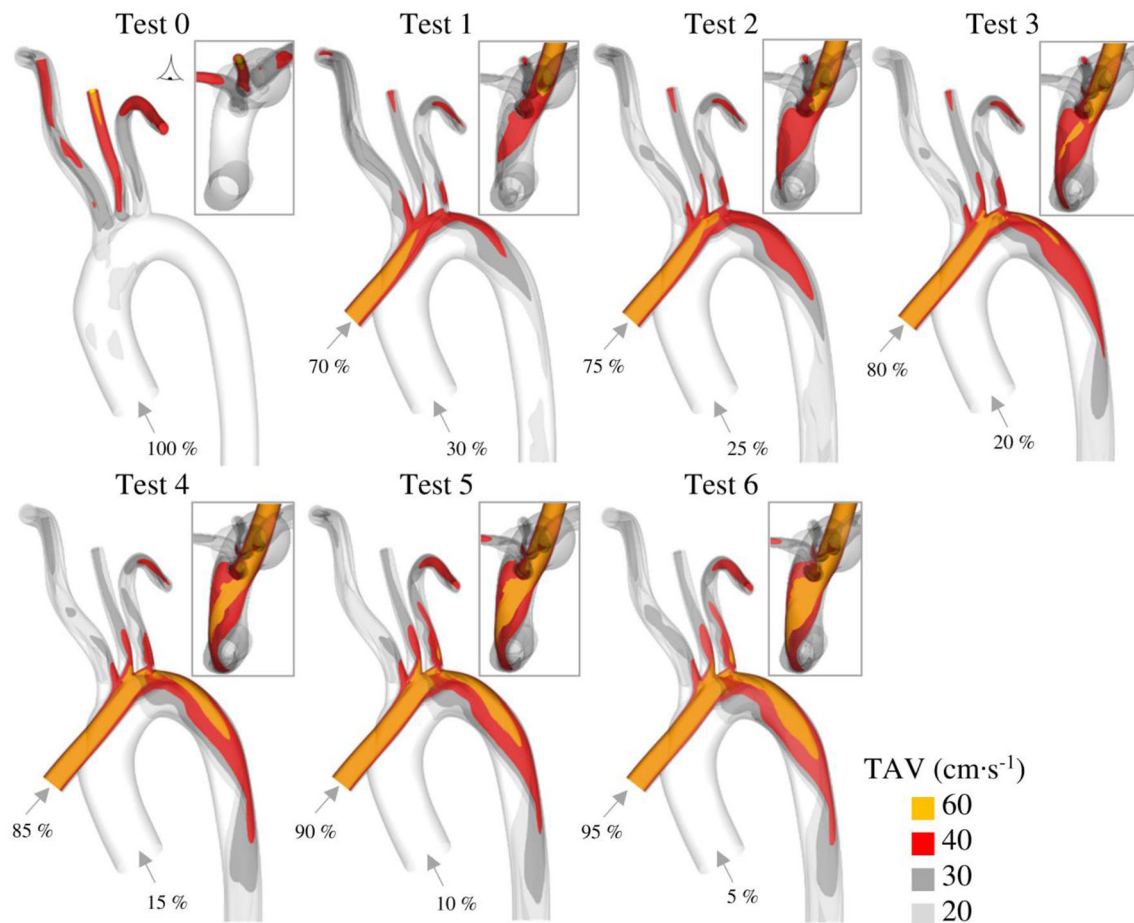 Test 0
Test 1
Test 2
Test 3
100 %
70 %
30 %
75 %
25 %
80 %
20 %
Test 4
Test 5
Test 6
85 %
15 %
90 %
10 %
95 %
5 %
TAV (cm·s⁻¹)
60
40
30
20